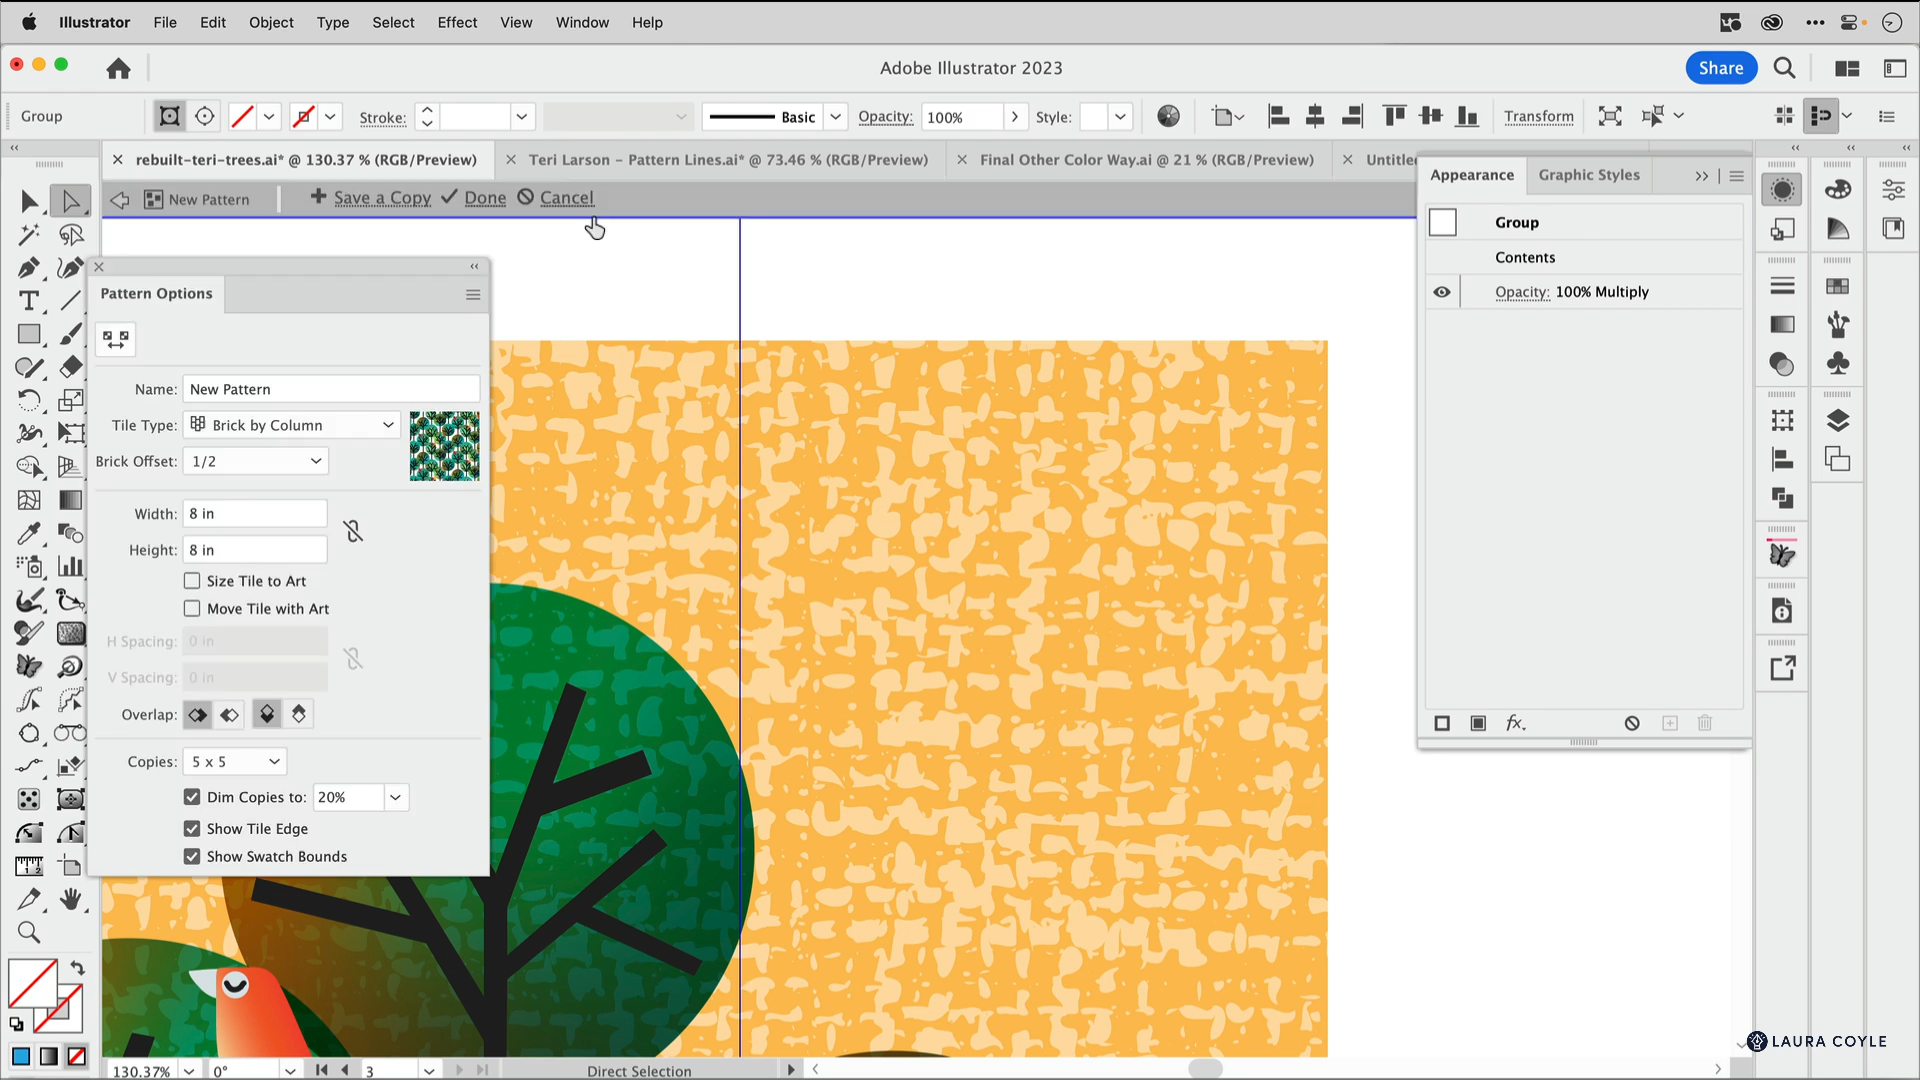 Illustrator File Edit Object Type Select Effect View Window Help
Adobe Illustrator 2023
Share
Group
Stroke:
Basic
Opacity: 100%
Style:
Transform
rebuilt-teri-trees.ai* @ 130.37 % (RGB/Preview)
Teri Larson - Pattern Lines.ai* @ 73.46 % (RGB/Preview)
Final Other Color Way.ai @ 21 % (RGB/Preview)
New Pattern
Save a Copy Done Cancel
Appearance Graphic Styles
Group
Contents
Opacity: 100% Multiply
fx
Pattern Options
Name: New Pattern
Tile Type: Brick by Column
Brick Offset: 1/2
Width: 8 in
Height: 8 in
Size Tile to Art
Move Tile with Art
H Spacing: 0 in
V Spacing: 0 in
Overlap:
Copies: 5 x 5
Dim Copies to: 20%
Show Tile Edge
Show Swatch Bounds
130.37% 0° 3 Direct Selection
LAURA COYLE